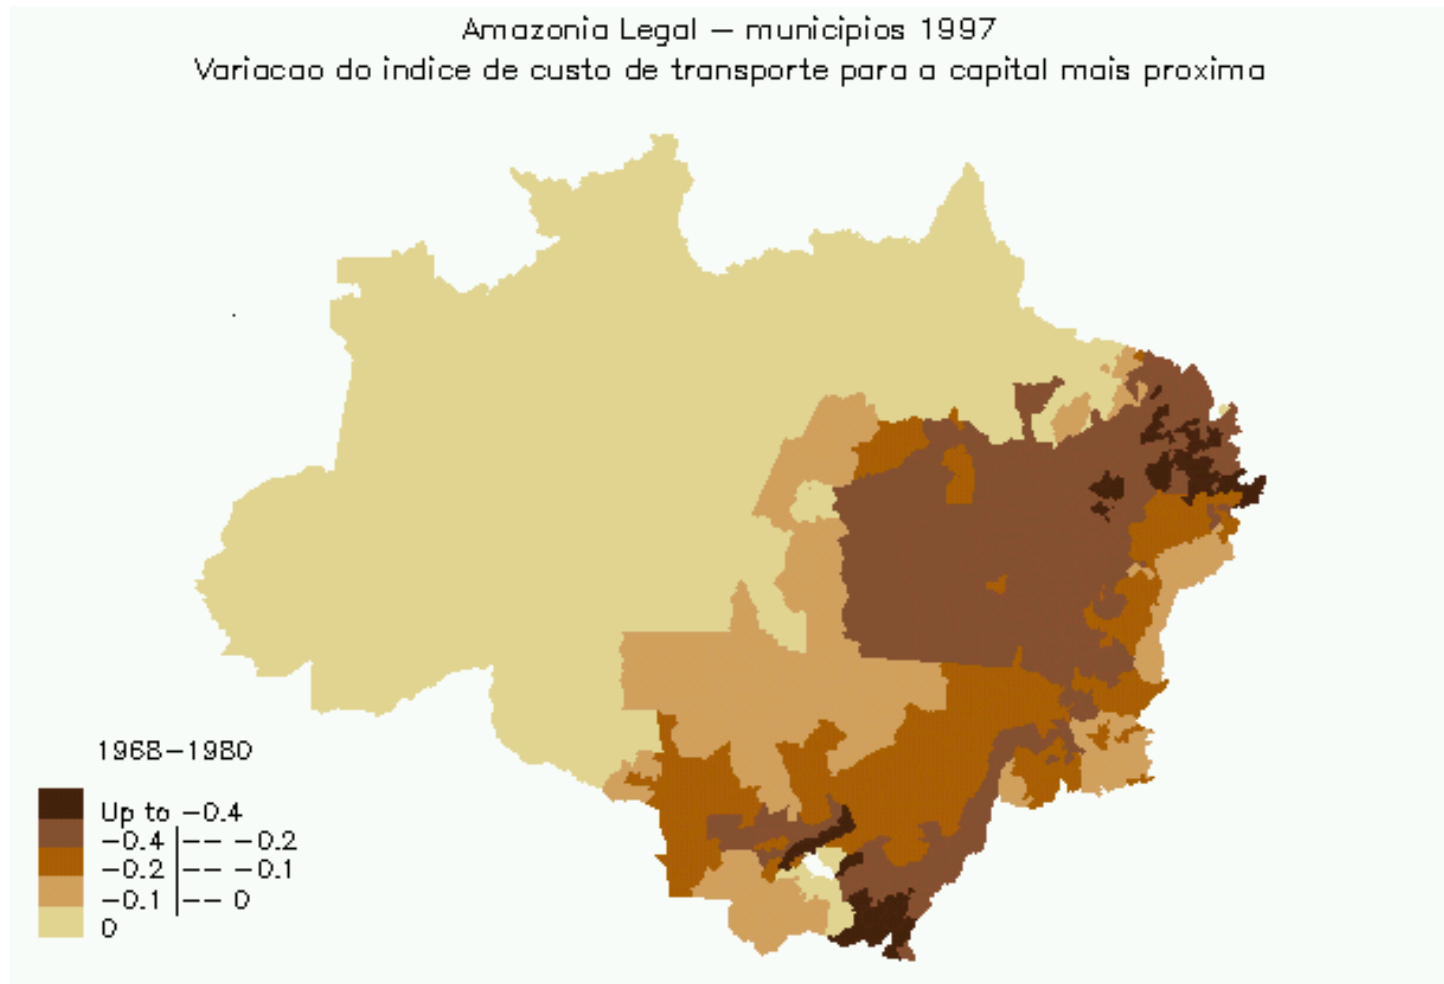 Amazonia Legal – municipios 1997
Variacao do indice de custo de transporte para a capital mais proxima
1968–1980
Up to –0.4
–0.4 |–– –0.2
–0.2 |–– –0.1
–0.1 |–– 0
0